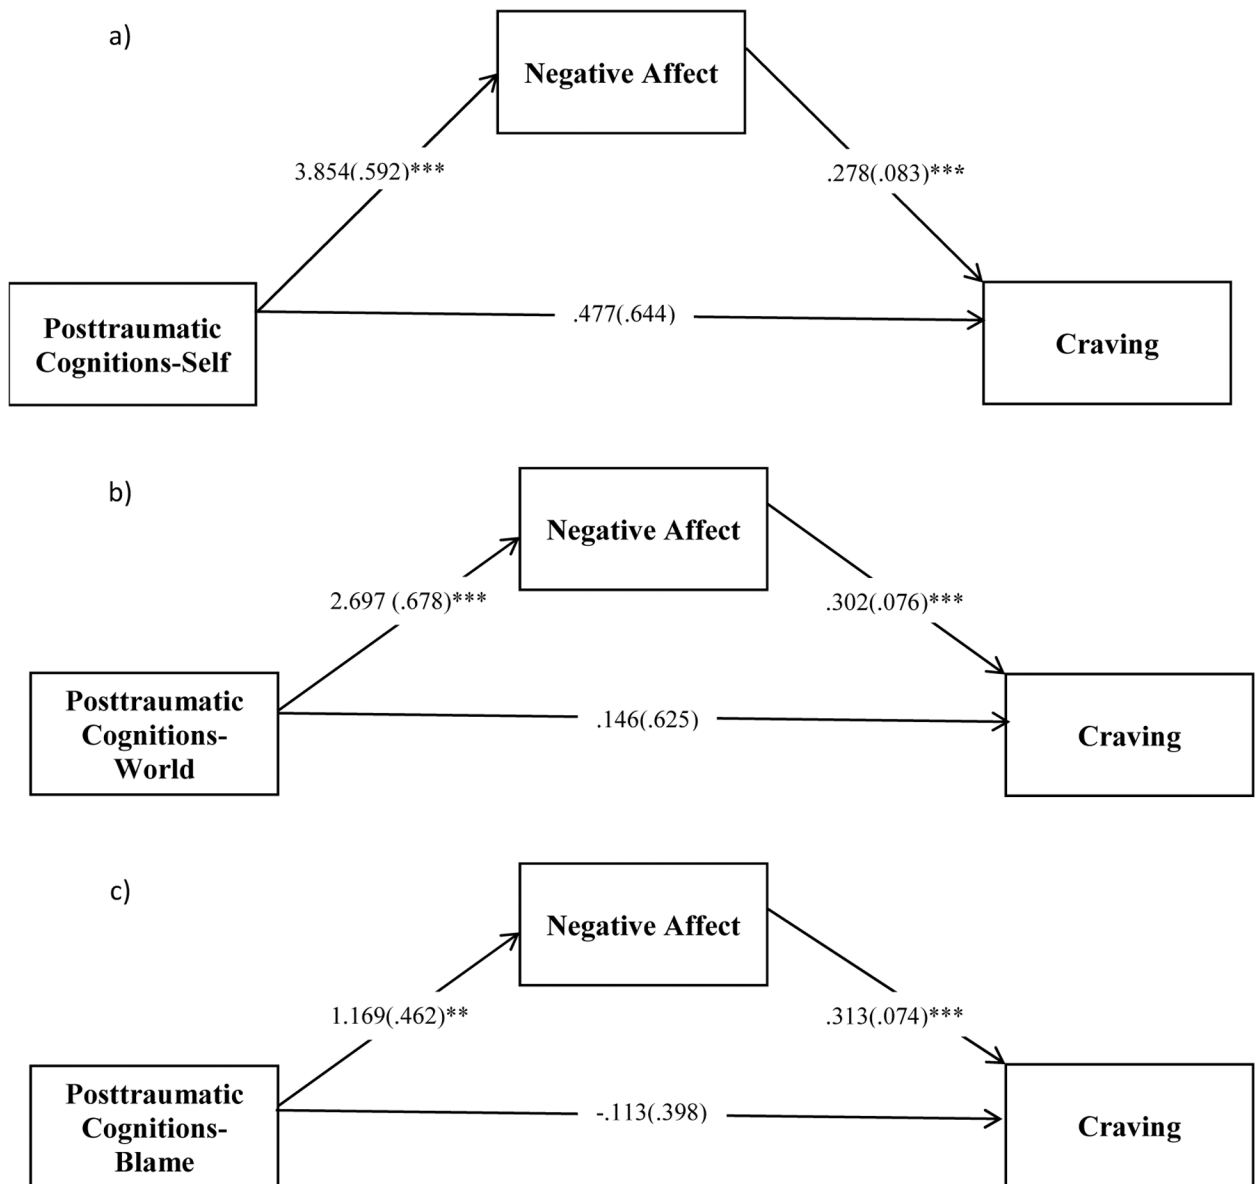 a)
Negative Affect
3.854(.592)***
.278(.083)***
.477(.644)
Posttraumatic
Cognitions-Self
Craving
b)
Negative Affect
2.697 (.678)***
.302(.076)***
Posttraumatic
Cognitions-
World
.146(.625)
Craving
c)
Negative Affect
1.169(.462)**
.313(.074)***
Posttraumatic
Cognitions-
Blame
-.113(.398)
Craving